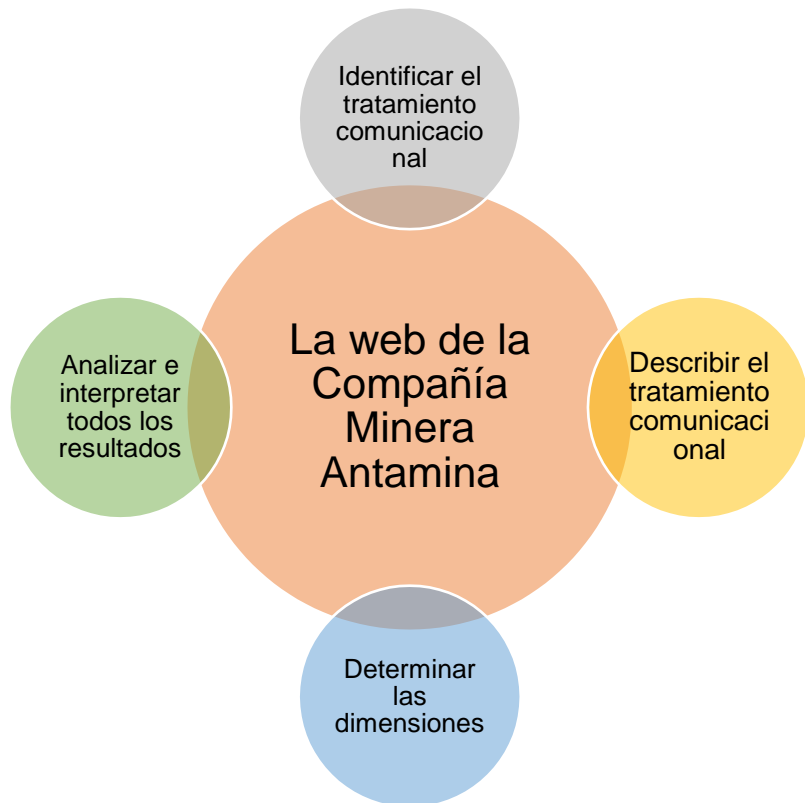 Identificar el
tratamiento
comunicacio
nal
La web de la
Compañía
Minera
Antamina
Describir el
tratamiento
comunicaci
onal
Determinar
las
dimensiones
Analizar e
interpretar
todos los
resultados